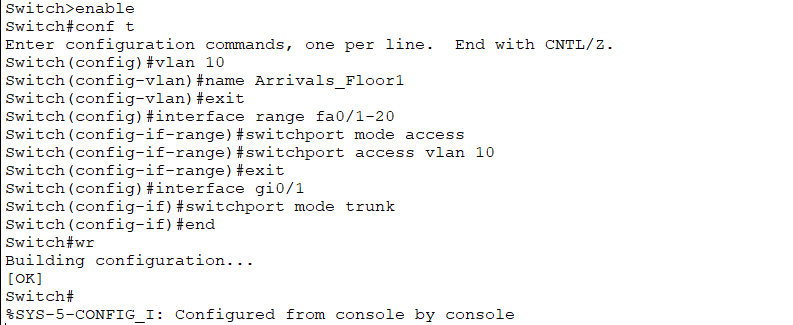 Switch>enable
Switch#conf t
Enter configuration commands, one per line.  End with CNTL/Z.
Switch(config)#vlan 10
Switch(config-vlan)#name Arrivals_Floor1
Switch(config-vlan)#exit
Switch(config)#interface range fa0/1-20
Switch(config-if-range)#switchport mode access
Switch(config-if-range)#switchport access vlan 10
Switch(config-if-range)#exit
Switch(config)#interface gi0/1
Switch(config-if)#switchport mode trunk
Switch(config-if)#end
Switch#wr
Building configuration...
[OK]
Switch#
%SYS-5-CONFIG_I: Configured from console by console